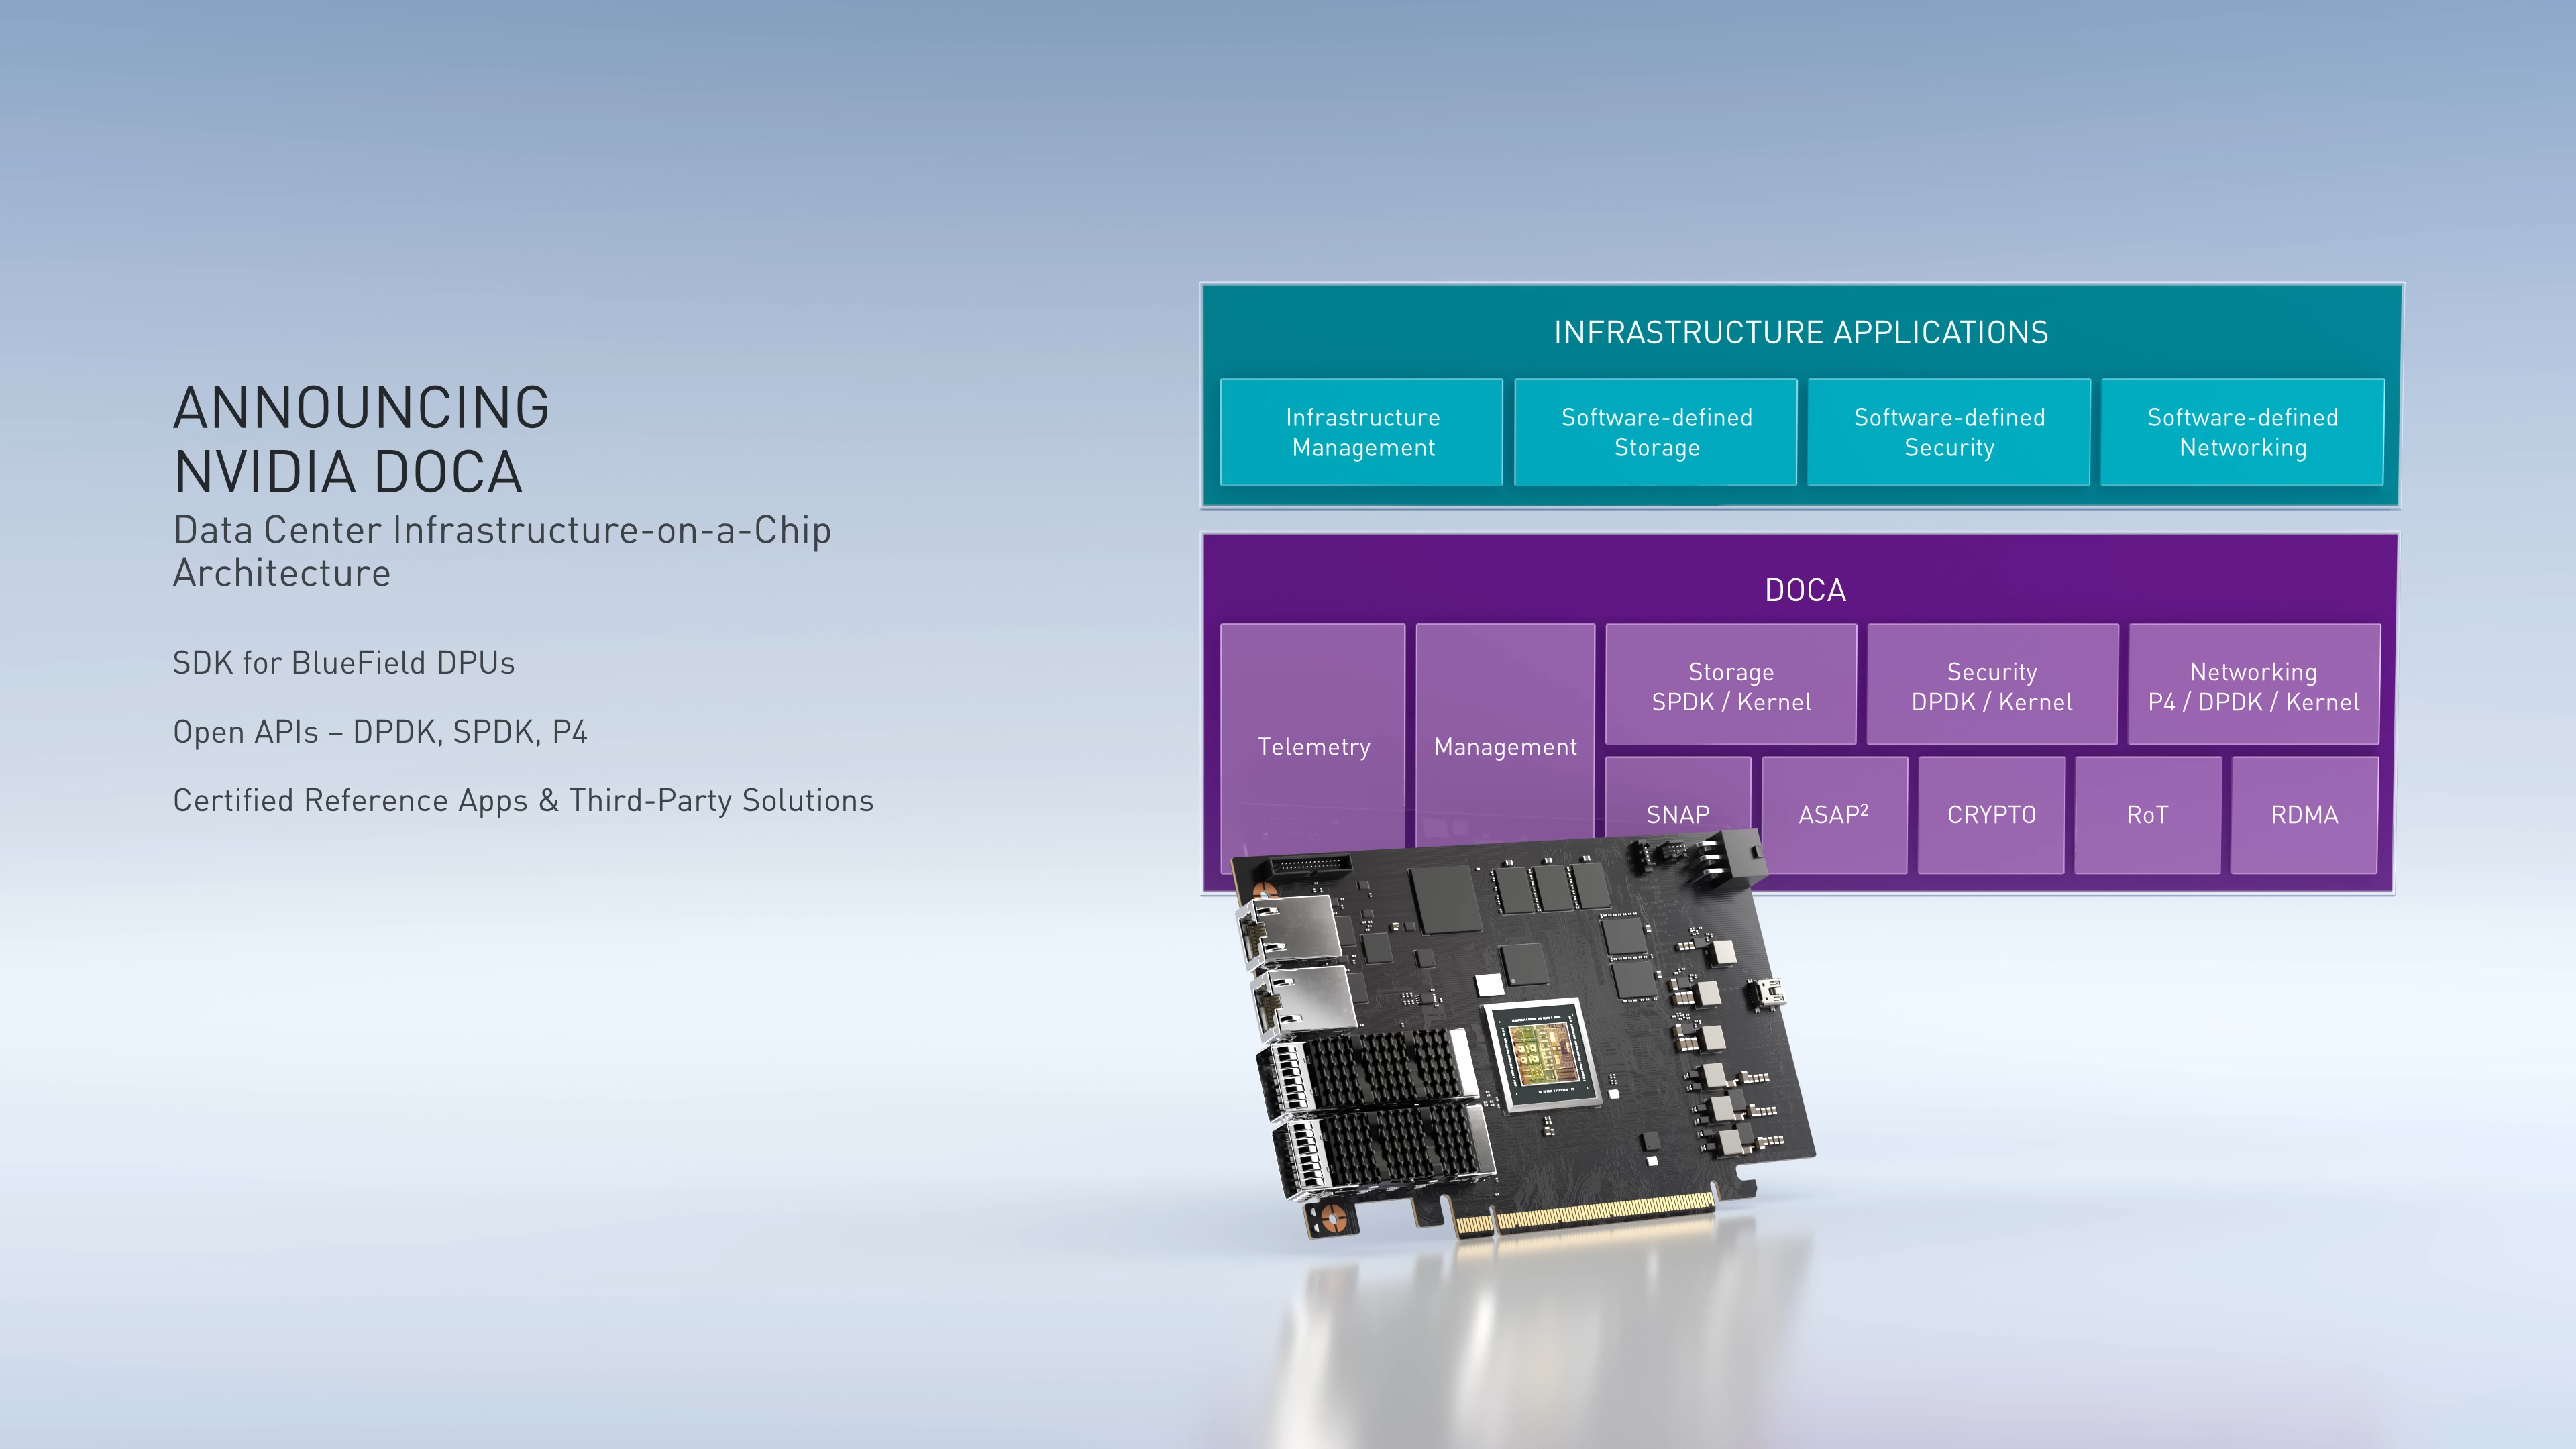 ANNOUNCING
NVIDIA DOCA
Data Center Infrastructure-on-a-Chip
Architecture
SDK for BlueField DPUs
Open APIs – DPDK, SPDK, P4
Certified Reference Apps & Third-Party Solutions
INFRASTRUCTURE APPLICATIONS
Infrastructure
Management
Software-defined
Storage
Software-defined
Security
Software-defined
Networking
DOCA
Telemetry
Management
Storage
SPDK / Kernel
Security
DPDK / Kernel
Networking
P4 / DPDK / Kernel
SNAP
ASAP²
CRYPTO
RoT
RDMA